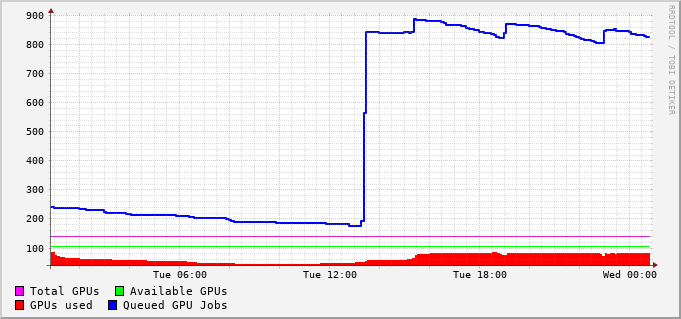 900
800
700
600
500
400
300
200
100
Tue 06:00 Tue 12:00 Tue 18:00 Wed 00:00
Total GPUs Available GPUs
GPUs used Queued GPU Jobs
RRDTOOL / TOBI OETIKER